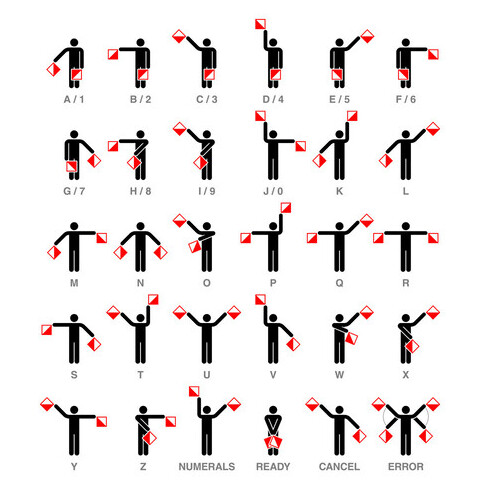 A / 1 B / 2 C / 3 D / 4 E / 5 F / 6
G / 7 H / 8 I / 9 J / 0 K L
M N O P Q R
S T U V W X
Y Z NUMERALS READY CANCEL ERROR